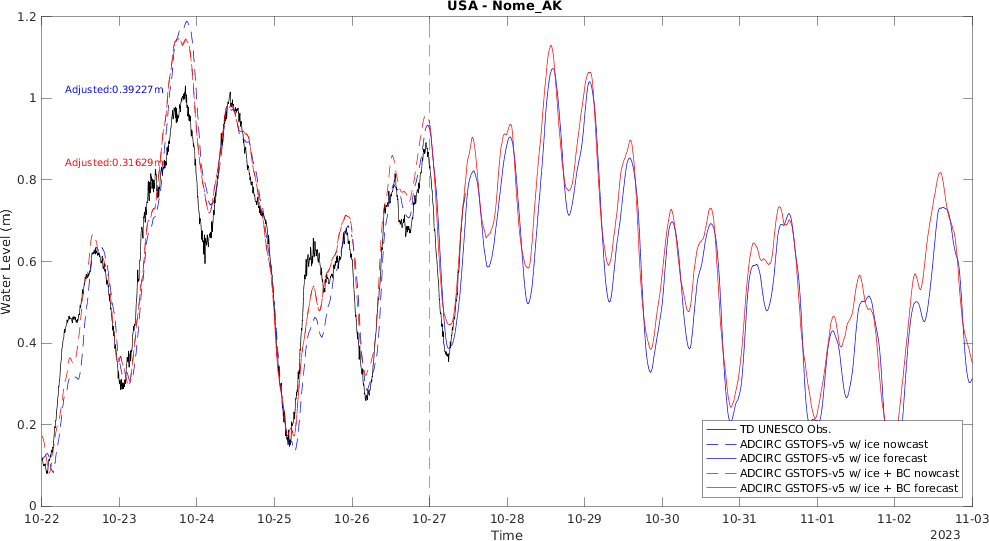 USA - Nome_AK
Water Level (m)
1.2
1
0.8
0.6
0.4
0.2
0
Adjusted:0.39227m
Adjusted:0.31629m
TD UNESCO Obs.
ADCIRC GSTOFS-v5 w/ ice nowcast
ADCIRC GSTOFS-v5 w/ ice forecast
ADCIRC GSTOFS-v5 w/ ice + BC nowcast
ADCIRC GSTOFS-v5 w/ ice + BC forecast
10-22 10-23 10-24 10-25 10-26 10-27 10-28 10-29 10-30 10-31 11-01 11-02 11-03
Time
2023